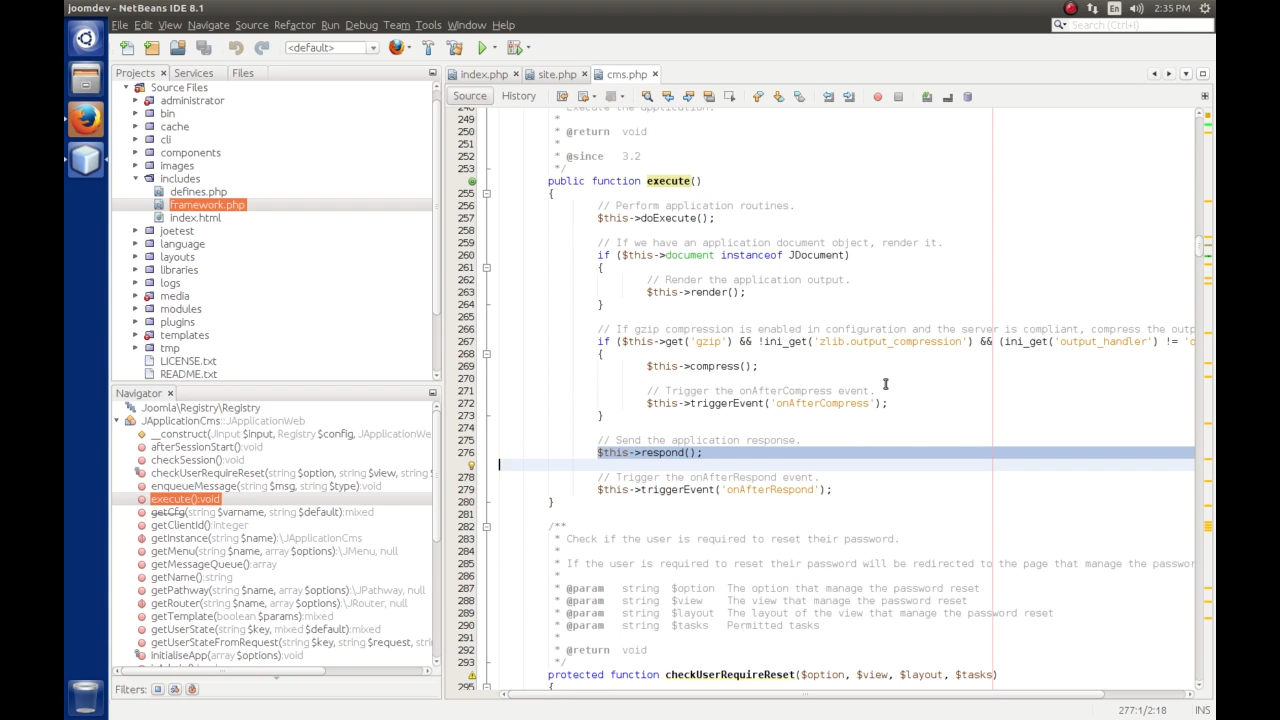 joomdev - NetBeans IDE 8.1
En
2:35 PM
File Edit View Navigate Source Refactor Run Debug Team Tools Window Help
Search (Ctrl+I)
<default>
Projects
Services
Files
Source Files
administrator
bin
cache
cli
components
images
includes
defines.php
framework.php
index.html
joetest
language
layouts
libraries
logs
media
modules
plugins
templates
tmp
LICENSE.txt
README.txt
Navigator
Joomla\Registry\Registry
JApplicationCms::JApplicationWeb
__construct(JInput $input, Registry $config, JApplicationWe
afterSessionStart():void
checkSession():void
checkUserRequireReset(string $option, string $view, string $
enqueueMessage(string $msg, string $type):void
execute():void
getCfg(string $varname, string $default):mixed
getClientId():integer
getInstance(string $name):\JApplicationCms
getMenu(string $name, array $options):\JMenu, null
getMessageQueue():array
getName():string
getPathway(string $name, array $options):\JPathway, null
getRouter(string $name, array $options):\JRouter, null
getTemplate(boolean $params):mixed
getUserState(string $key, mixed $default):mixed
getUserStateFromRequest(string $key, string $request, string
initialiseApp(array $options):void
Filters:
index.php
site.php
cms.php
Source
History
249 *
250 * @return void
251 *
252 * @since 3.2
253 */
public function execute()
255 {
256 // Perform application routines.
257 $this->doExecute();
258
259 // If we have an application document object, render it.
260 if ($this->document instanceof JDocument)
261 {
262 // Render the application output.
263 $this->render();
264 }
265
266 // If gzip compression is enabled in configuration and the server is compliant, compress the outp
267 if ($this->get('gzip') && !ini_get('zlib.output_compression') && (ini_get('output_handler') != 'o
268 {
269 $this->compress();
270
271 // Trigger the onAfterCompress event.
272 $this->triggerEvent('onAfterCompress');
273 }
274
275 // Send the application response.
276 $this->respond();
278 // Trigger the onAfterRespond event.
279 $this->triggerEvent('onAfterRespond');
280 }
281
282 /**
283 * Check if the user is required to reset their password.
284 *
285 * If the user is required to reset their password will be redirected to the page that manage the passwor
286 *
287 * @param string $option The option that manage the password reset
288 * @param string $view The view that manage the password reset
289 * @param string $layout The layout of the view that manage the password reset
290 * @param string $tasks Permitted tasks
291 *
292 * @return void
293 */
protected function checkUserRequireReset($option, $view, $layout, $tasks)
295 {
277:1/2:18
INS